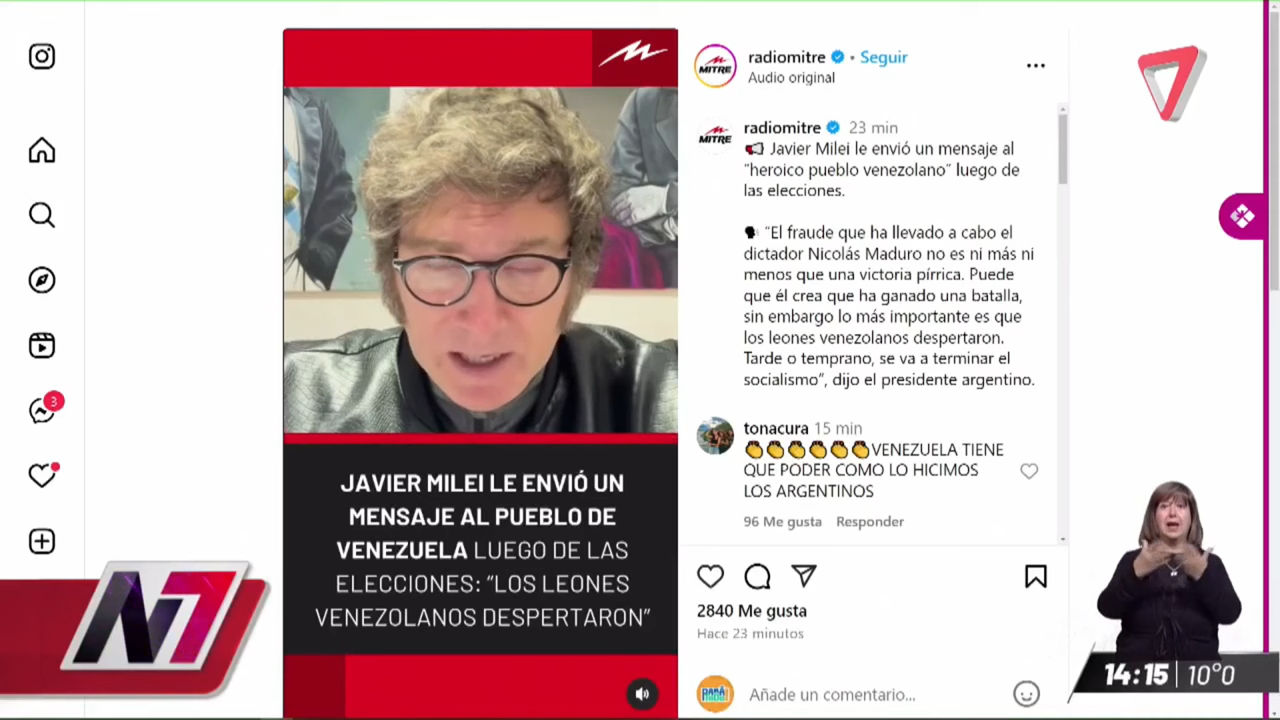 MITRE
radiomitre • Seguir
Audio original
MITRE
radiomitre 23 min
Javier Milei le envió un mensaje al
“heroico pueblo venezolano” luego de
las elecciones.
“El fraude que ha llevado a cabo el
dictador Nicolás Maduro no es ni más ni
menos que una victoria pírrica. Puede
que él crea que ha ganado una batalla,
sin embargo lo más importante es que
los leones venezolanos despertaron.
Tarde o temprano, se va a terminar el
socialismo”, dijo el presidente argentino.
tonacura 15 min
VENEZUELA TIENE
QUE PODER COMO LO HICIMOS
LOS ARGENTINOS
96 Me gusta Responder
3
JAVIER MILEI LE ENVIÓ UN
MENSAJE AL PUEBLO DE
VENEZUELA LUEGO DE LAS
ELECCIONES: “LOS LEONES
VENEZOLANOS DESPERTARON”
2840 Me gusta
Hace 23 minutos
Añade un comentario...
N7
14:15 | 10°0